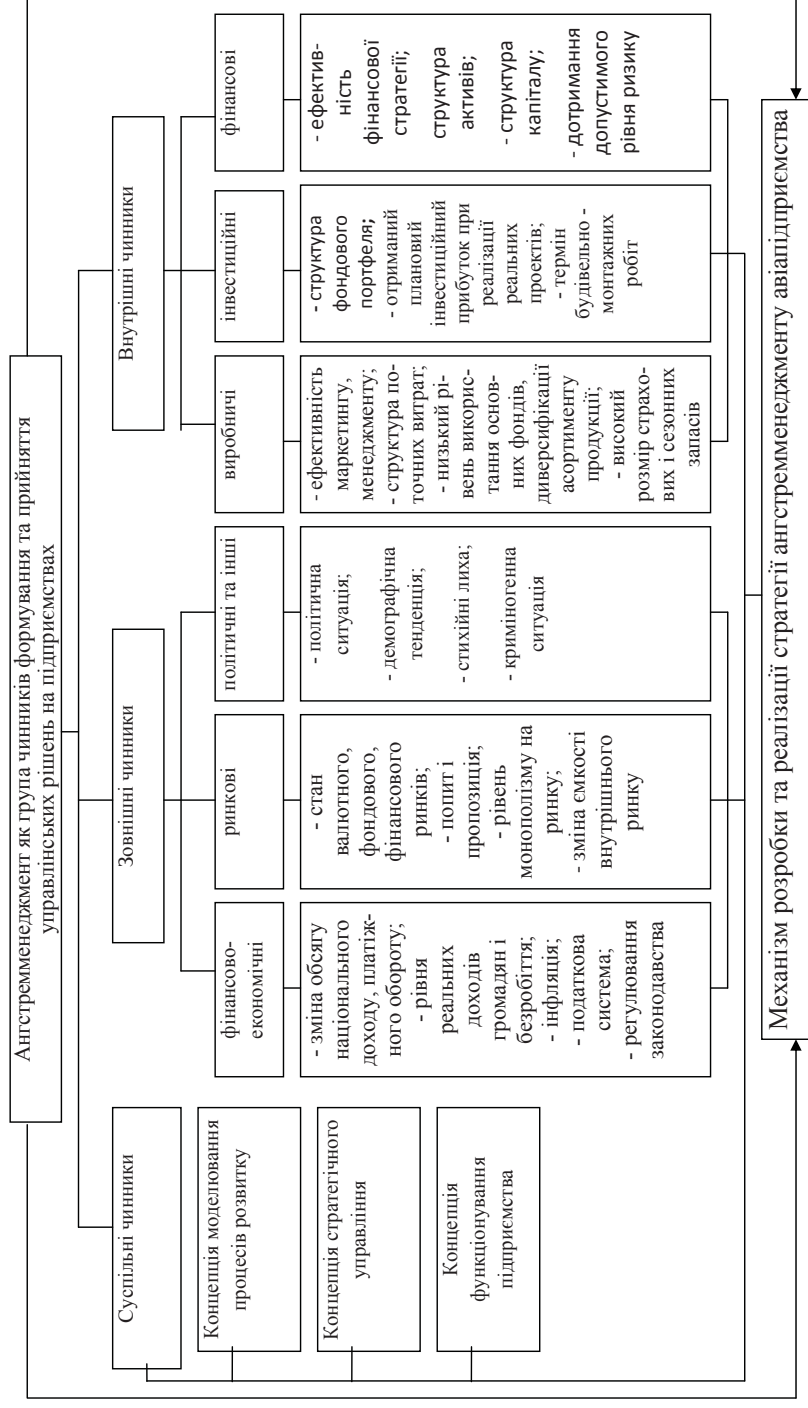 Ангстремменеджмент як група чинників формування та прийняття
управлінських рішень на підприємствах
Суспільні чинники
Концепція моделювання
процесів розвитку
Концепція стратегічного
управління
Концепція
функціонування
підприємства
Зовнішні чинники
фінансово-
економічні
- зміна обсягу
національного
доходу, платіж-
ного обороту;
- рівня
реальних
доходів
громадян і
безробіття;
- інфляція;
- податкова
система;
- регулювання
законодавства
ринкові
- стан
валютного,
фондового,
фінансового
ринків;
- попит і
пропозиція;
- рівень
монополізму на
ринку;
- зміна ємкості
внутрішнього
ринку
політичні та інші
- політична
ситуація;
- демографічна
тенденція;
- стихійні лиха;
- криміногенна
ситуація
Внутрішні чинники
виробничі
- ефективність
маркетингу,
менеджменту;
- структура по-
точних витрат;
- низький рі-
вень викорис-
тання основ-
них фондів,
диверсифікації
асортименту
продукції;
- високий
розмір страхо-
вих і сезонних
запасів
інвестиційні
- структура
фондового
портфеля;
- отриманий
плановий
інвестиційний
прибуток при
реалізації
реальних
проектів;
- термін
будівельно -
монтажних
робіт
фінансові
- ефектив-
ність
фінансової
стратегії;
структура
активів;
- структура
капіталу;
- дотримання
допустимого
рівня ризику
Механізм розробки та реалізації стратегії ангстремменеджменту авіапідприємства